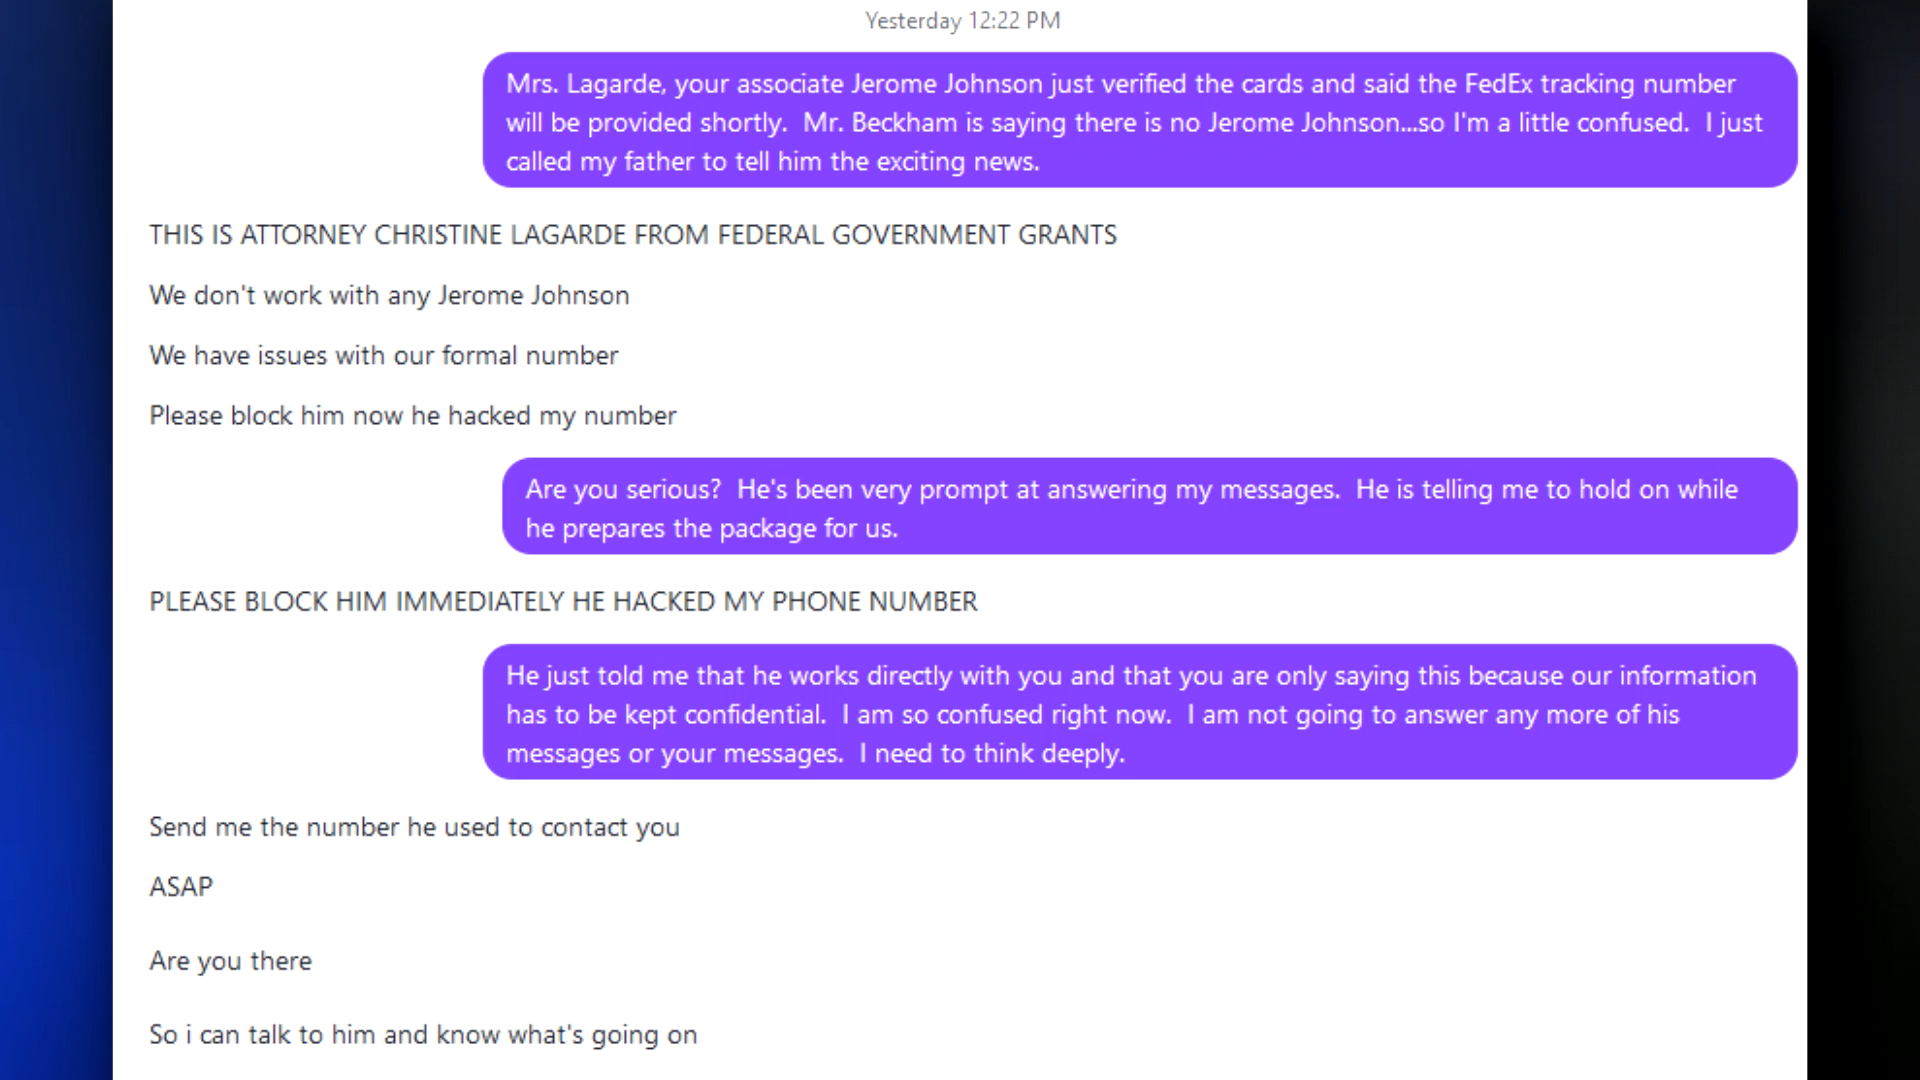 Yesterday 12:22 PM
Mrs. Lagarde, your associate Jerome Johnson just verified the cards and said the FedEx tracking number
will be provided shortly.  Mr. Beckham is saying there is no Jerome Johnson...so I'm a little confused.  I just
called my father to tell him the exciting news.
THIS IS ATTORNEY CHRISTINE LAGARDE FROM FEDERAL GOVERNMENT GRANTS
We don't work with any Jerome Johnson
We have issues with our formal number
Please block him now he hacked my number
Are you serious?  He's been very prompt at answering my messages.  He is telling me to hold on while
he prepares the package for us.
PLEASE BLOCK HIM IMMEDIATELY HE HACKED MY PHONE NUMBER
He just told me that he works directly with you and that you are only saying this because our information
has to be kept confidential.  I am so confused right now.  I am not going to answer any more of his
messages or your messages.  I need to think deeply.
Send me the number he used to contact you
ASAP
Are you there
So i can talk to him and know what's going on